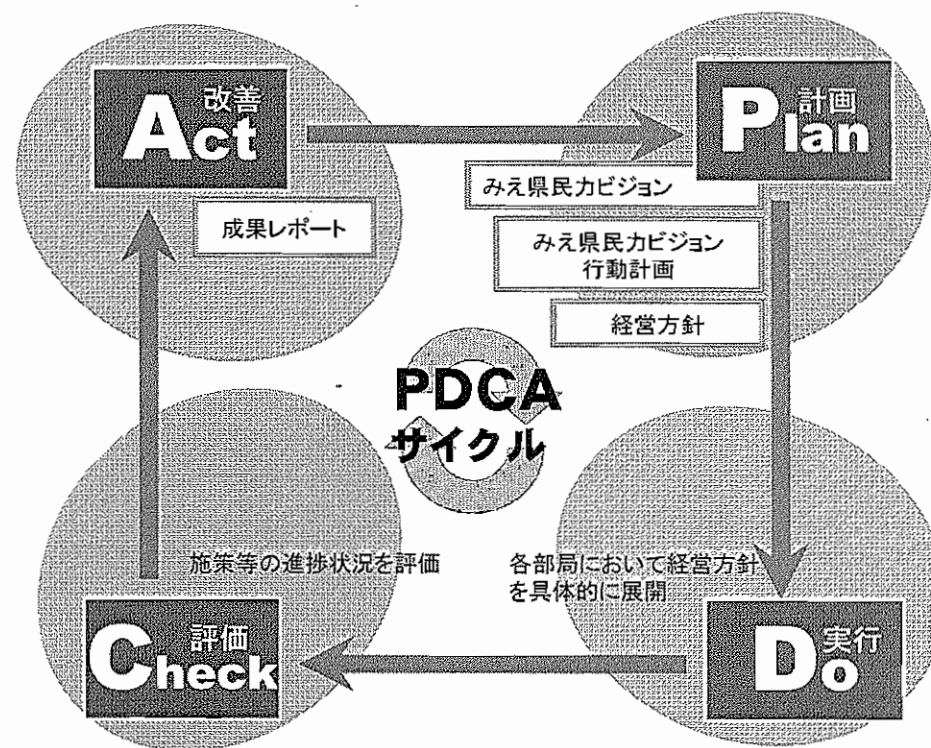 改善
Act
計画
Plan
みえ県民力ビジョン
成果レポート
みえ県民力ビジョン
行動計画
経営方針
PDCA
サイクル
施策等の進捗状況を評価
各部局において経営方針
を具体的に展開
評価
Check
実行
Do